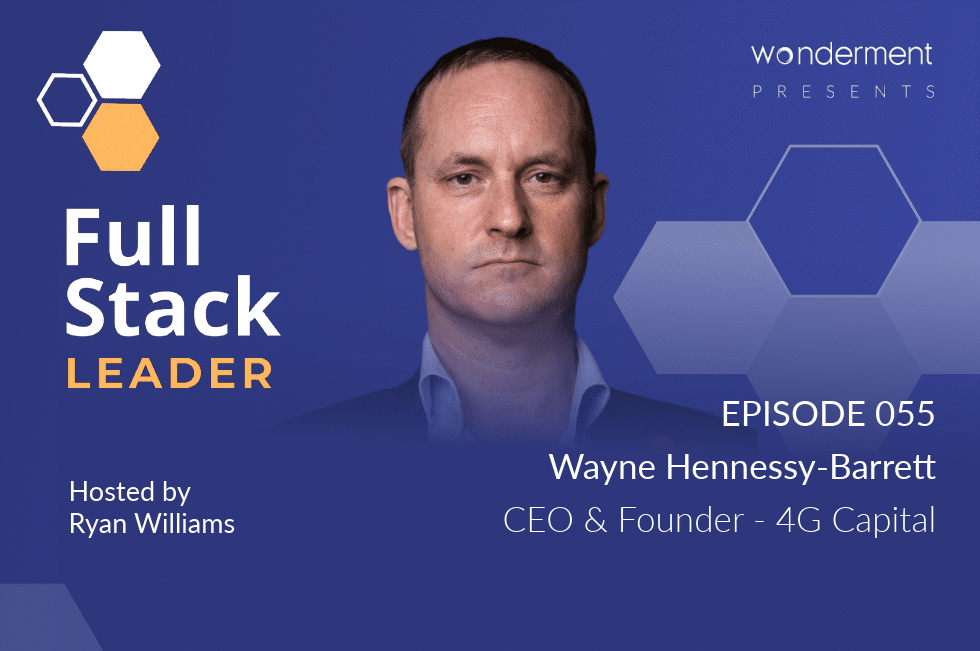 wonderment
PRESENTS
Full
Stack
LEADER
EPISODE 055
Wayne Hennessy-Barrett
CEO & Founder - 4G Capital
Hosted by
Ryan Williams